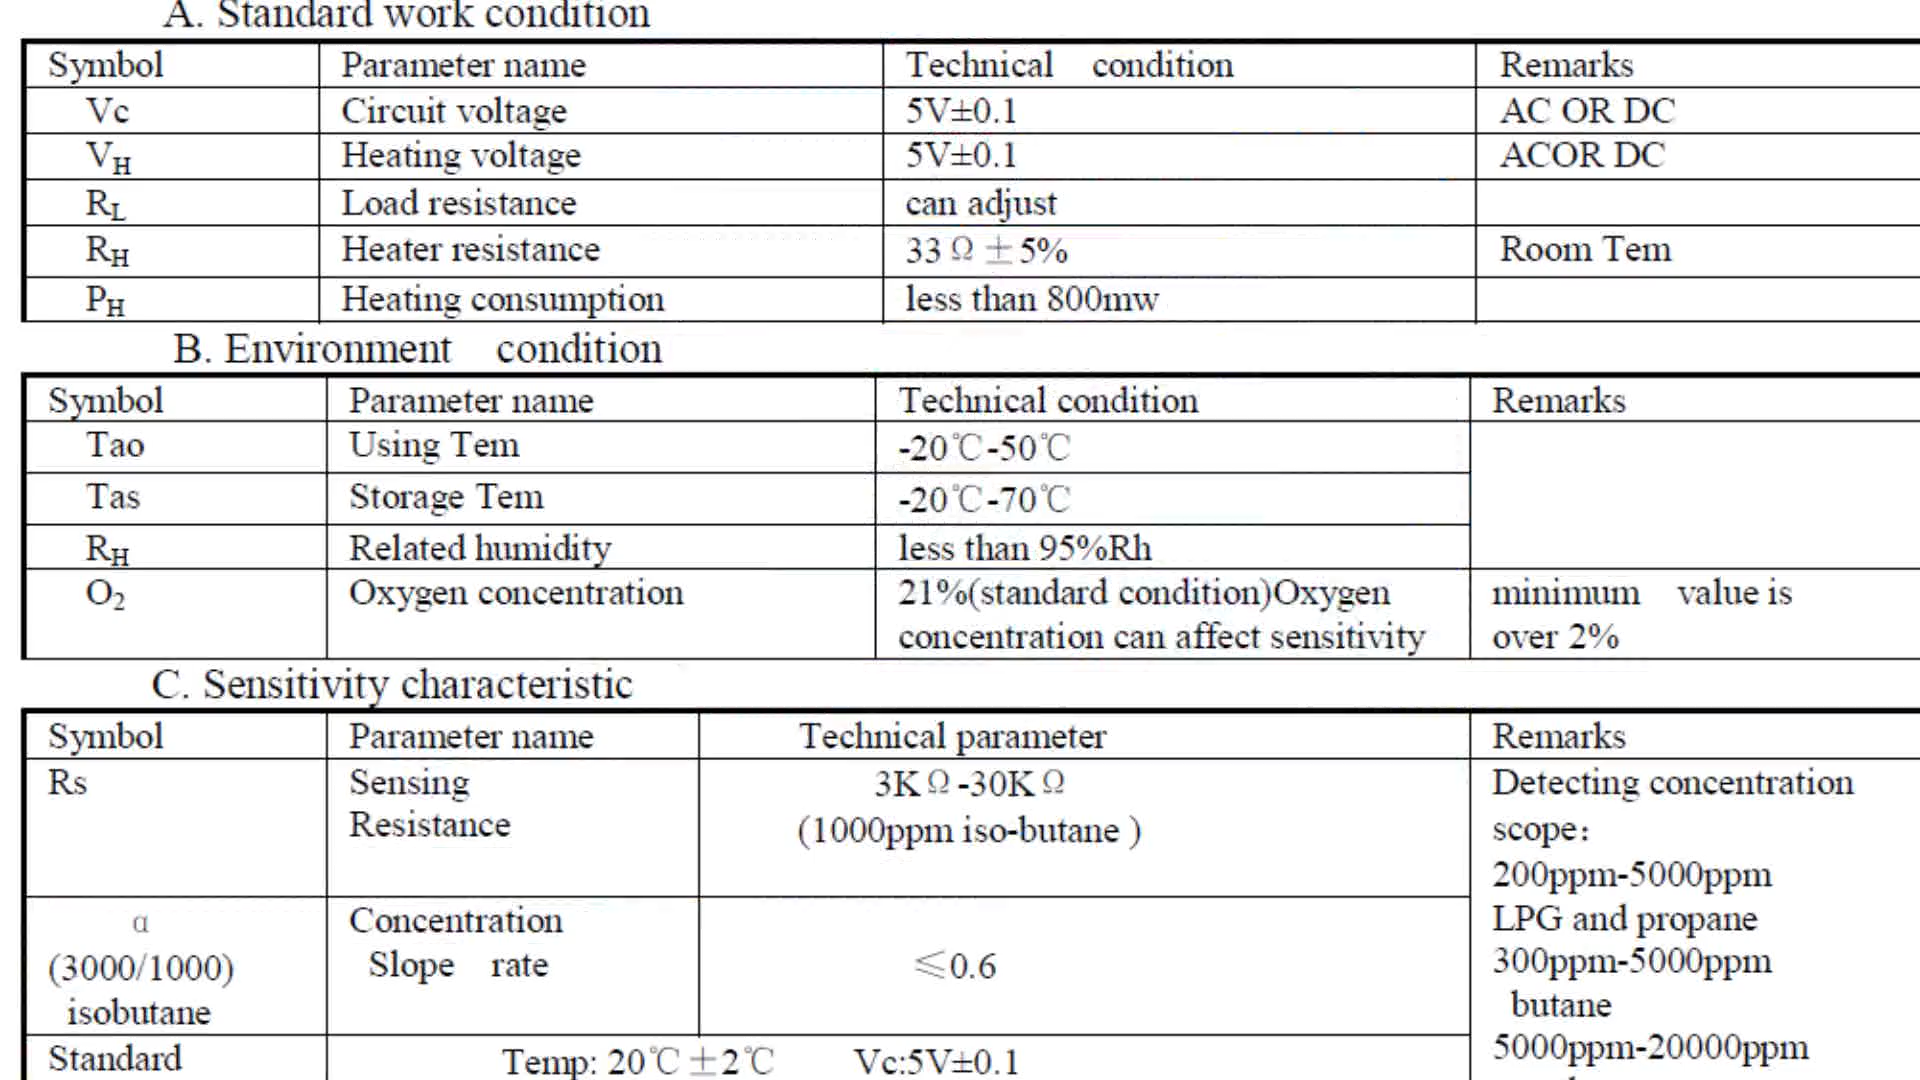 A. Standard work condition
Symbol Parameter name Technical condition Remarks
Vc Circuit voltage 5V±0.1 AC OR DC
VH Heating voltage 5V±0.1 ACOR DC
RL Load resistance can adjust
RH Heater resistance 33Ω±5% Room Tem
PH Heating consumption less than 800mw
B. Environment condition
Symbol Parameter name Technical condition Remarks
Tao Using Tem -20℃-50℃
Tas Storage Tem -20℃-70℃
RH Related humidity less than 95%Rh
O2 Oxygen concentration 21%(standard condition)Oxygen minimum value is
concentration can affect sensitivity over 2%
C. Sensitivity characteristic
Symbol Parameter name Technical parameter Remarks
Rs Sensing 3KΩ-30KΩ Detecting concentration
Resistance (1000ppm iso-butane ) scope：
200ppm-5000ppm
α Concentration LPG and propane
(3000/1000) Slope rate ≤0.6 300ppm-5000ppm
isobutane butane
Standard Temp: 20℃±2℃ Vc:5V±0.1 5000ppm-20000ppm